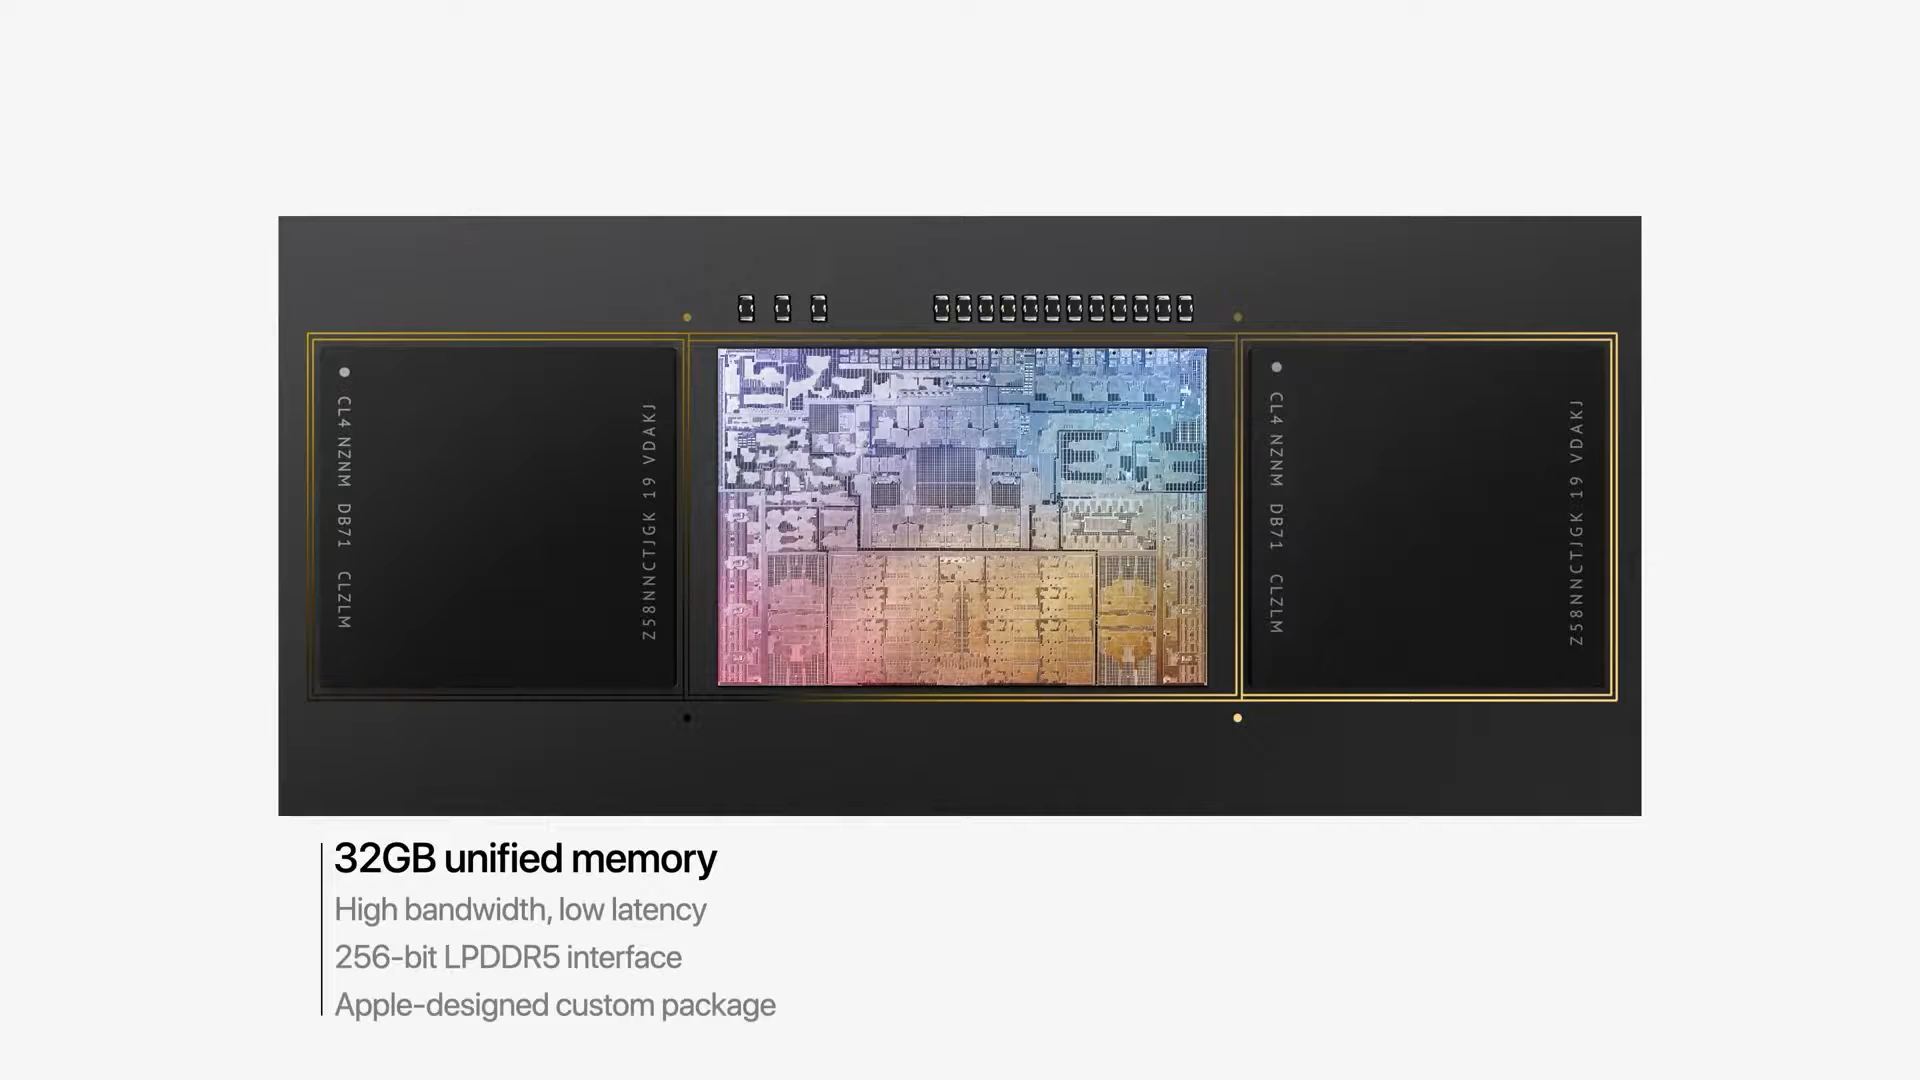 CL4 NZNM DB71 CLZLM
Z58NNCTJGK 19 VDAKJ
CL4 NZNM DB71 CLZLM
Z58NNCTJGK 19 VDAKJ
32GB unified memory
High bandwidth, low latency
256-bit LPDDR5 interface
Apple-designed custom package